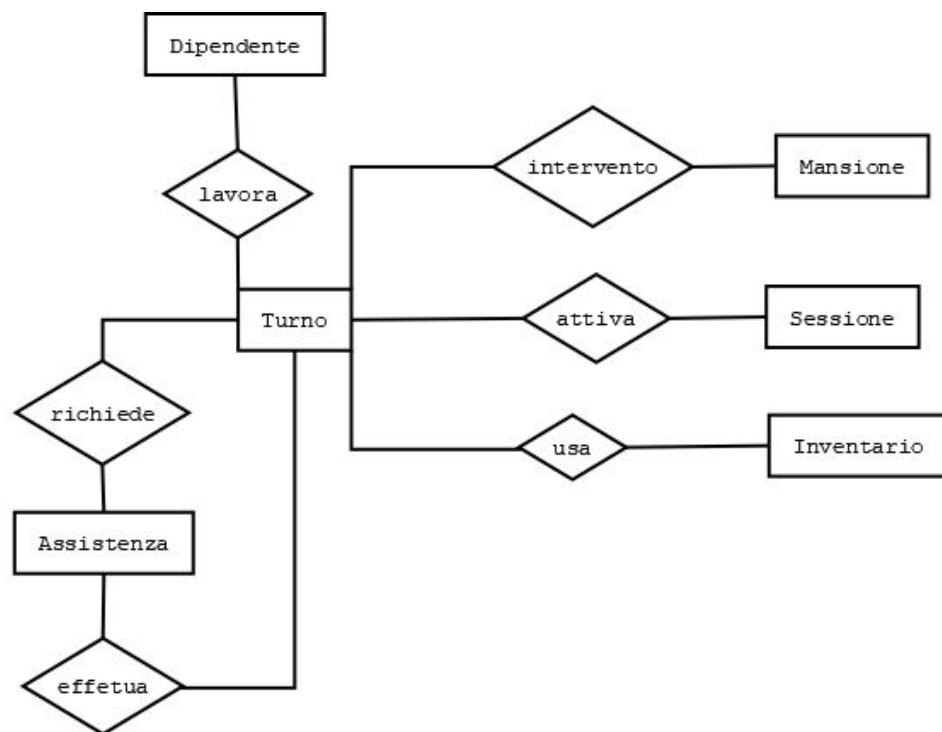 Dipendente
intervento
Mansione
lavora
Turno
attiva
Sessione
richiede
usa
Inventario
Assistenza
effetua